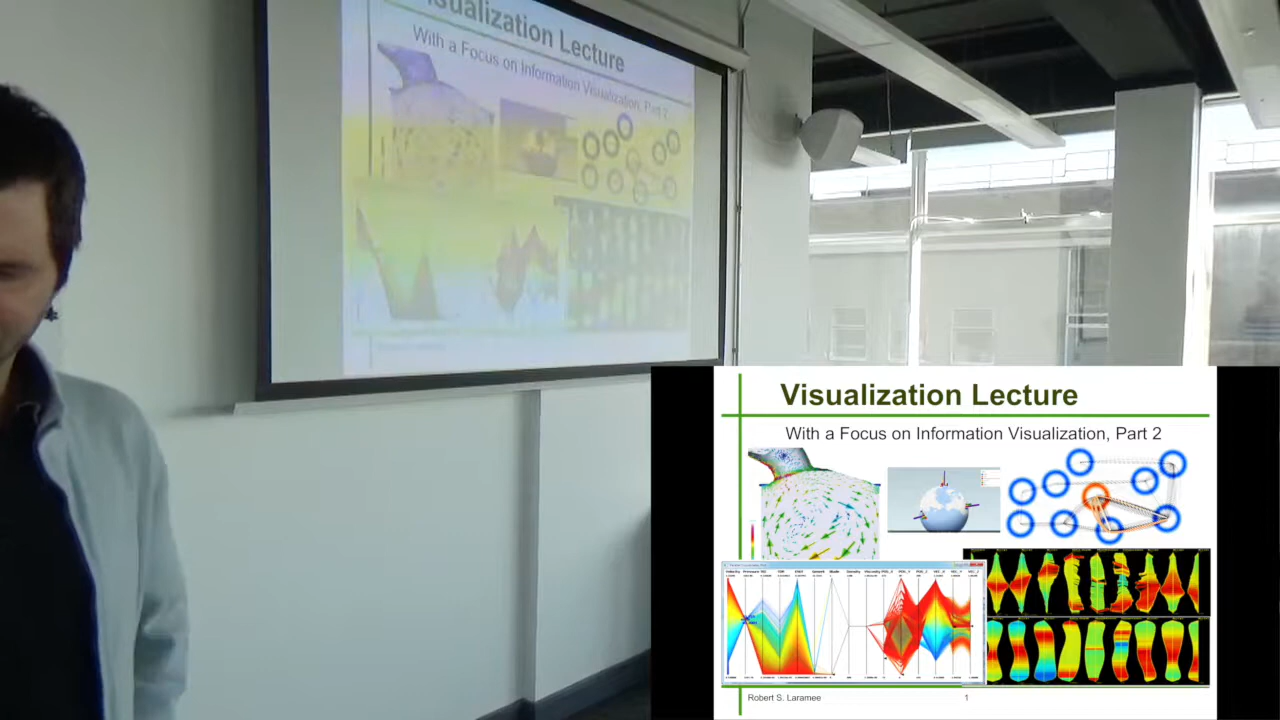 sualization Lecture
With a Focus on Information Visualization, Part 2
Visualization Lecture
With a Focus on Information Visualization, Part 2
Robert S. Laramee
1